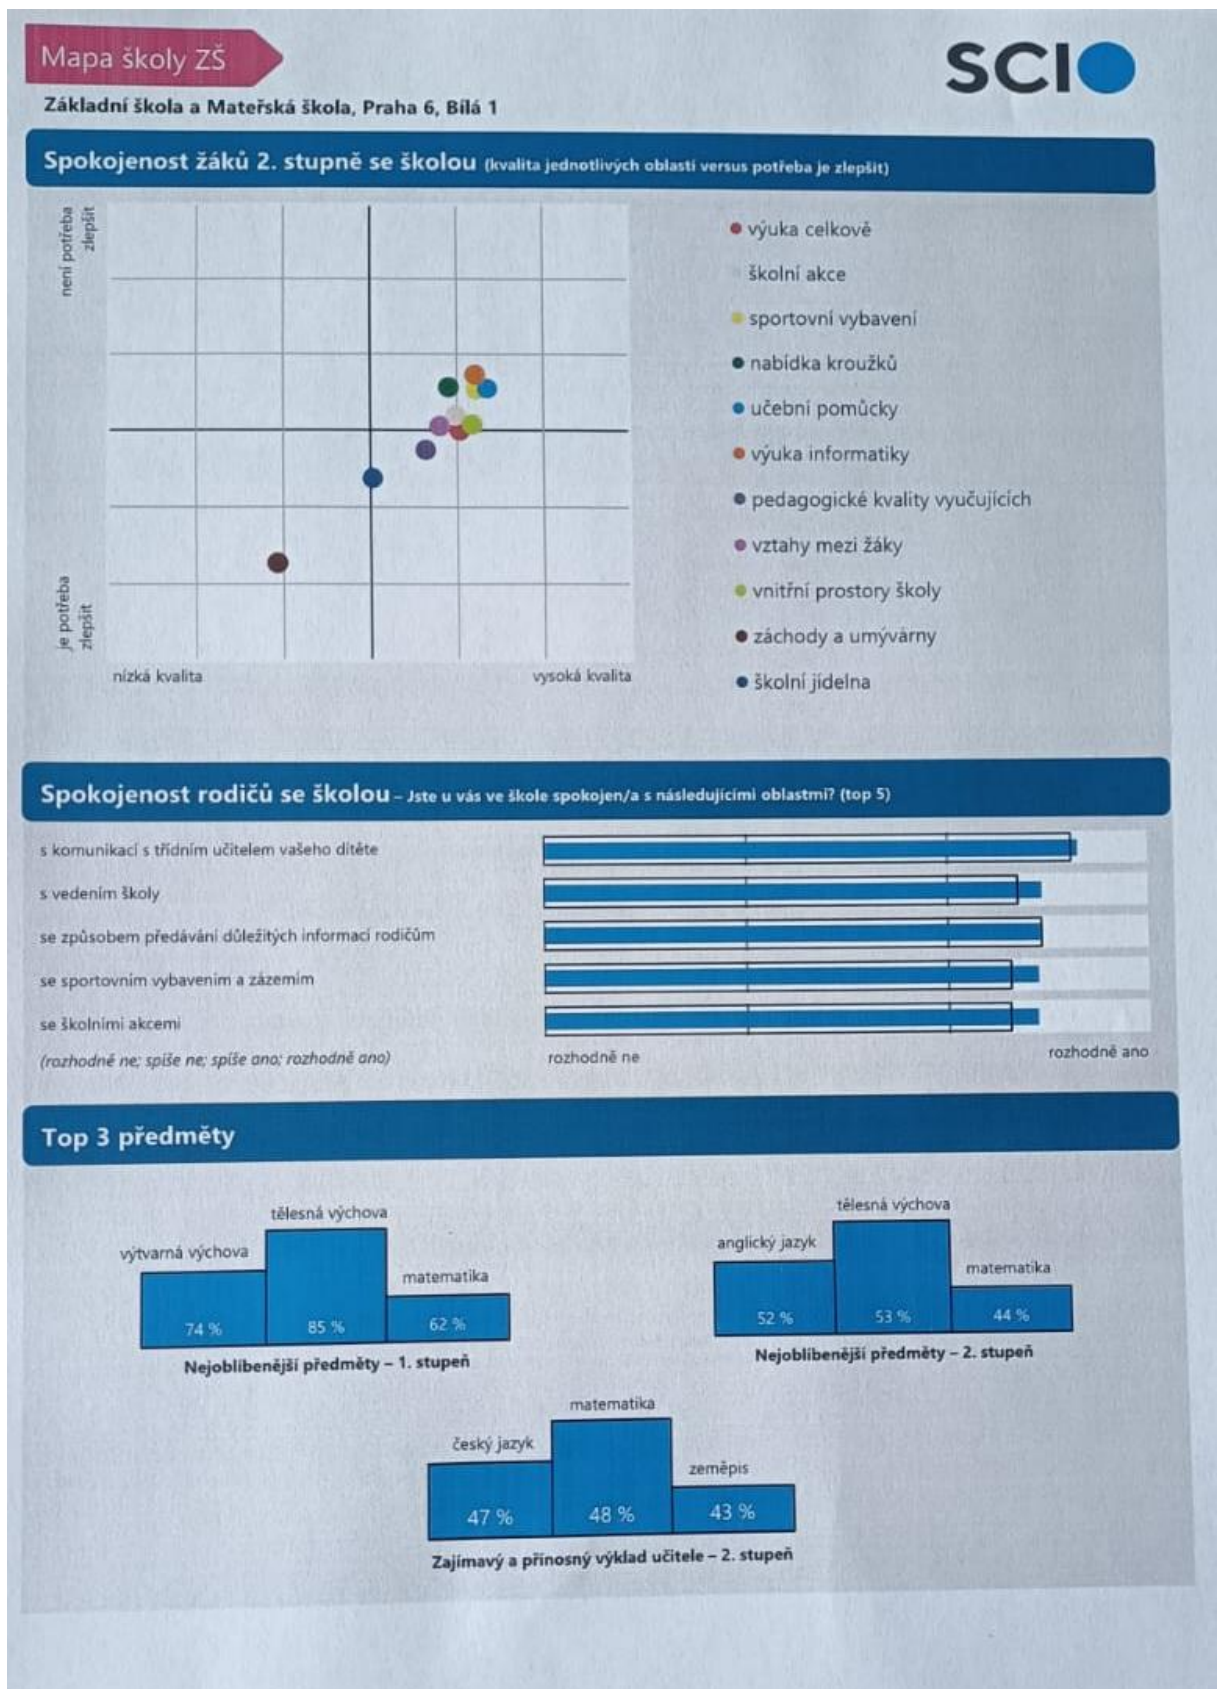 Mapa školy ZŠ
SCIO
Základní škola a Mateřská škola, Praha 6, Bílá 1
Spokojenost žáků 2. stupně se školou (kvalita jednotlivých oblastí versus potřeba je zlepšit)
není potřeba
zlepšit
je potřeba
zlepšit
nízká kvalita
vysoká kvalita
výuka celkově
školní akce
sportovní vybavení
nabídka kroužků
učební pomůcky
výuka informatiky
pedagogické kvality vyučujících
vztahy mezi žáky
vnitřní prostory školy
záchody a umývárny
školní jídelna
Spokojenost rodičů se školou – Jste u vás ve škole spokojen/a s následujícími oblastmi? (top 5)
s komunikací s třídním učitelem vašeho dítěte
s vedením školy
se způsobem předávání důležitých informací rodičům
se sportovním vybavením a zázemím
se školními akcemi
(rozhodně ne; spíše ne; spíše ano; rozhodně ano)
rozhodně ne
rozhodně ano
Top 3 předměty
výtvarná výchova
tělesná výchova
matematika
74 %
85 %
62 %
Nejoblíbenější předměty – 1. stupeň
anglický jazyk
tělesná výchova
matematika
52 %
53 %
44 %
Nejoblíbenější předměty – 2. stupeň
český jazyk
matematika
zeměpis
47 %
48 %
43 %
Zajímavý a přínosný výklad učitele – 2. stupeň